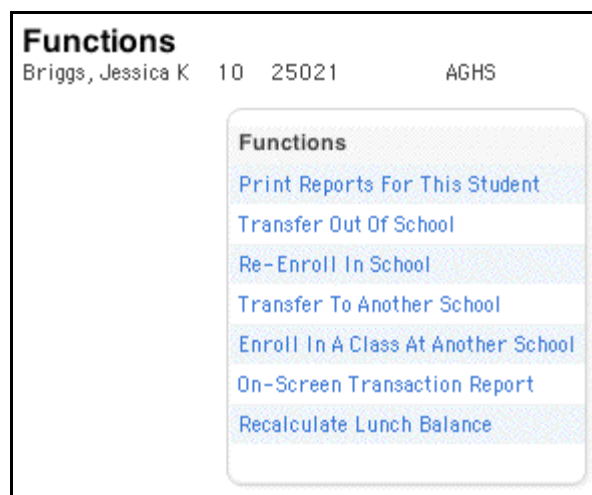 Functions
Briggs, Jessica K 10 25021 AGHS
Functions
Print Reports For This Student
Transfer Out Of School
Re-Enroll In School
Transfer To Another School
Enroll In A Class At Another School
On-Screen Transaction Report
Recalculate Lunch Balance